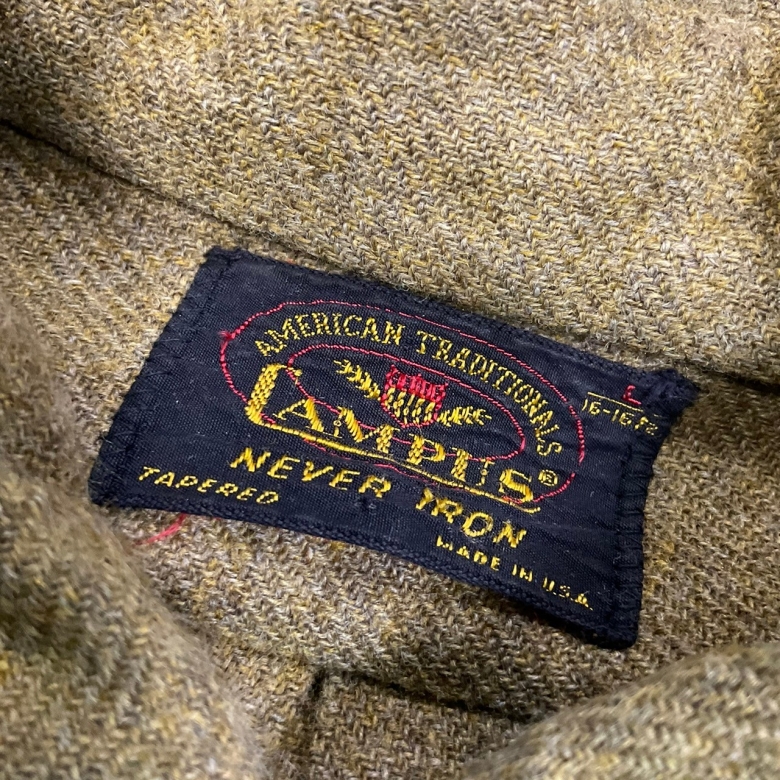 AMERICAN TRADITIONALS
L
16-16½
CAMPUS®
NEVER IRON
TAPERED
MADE IN U.S.A.